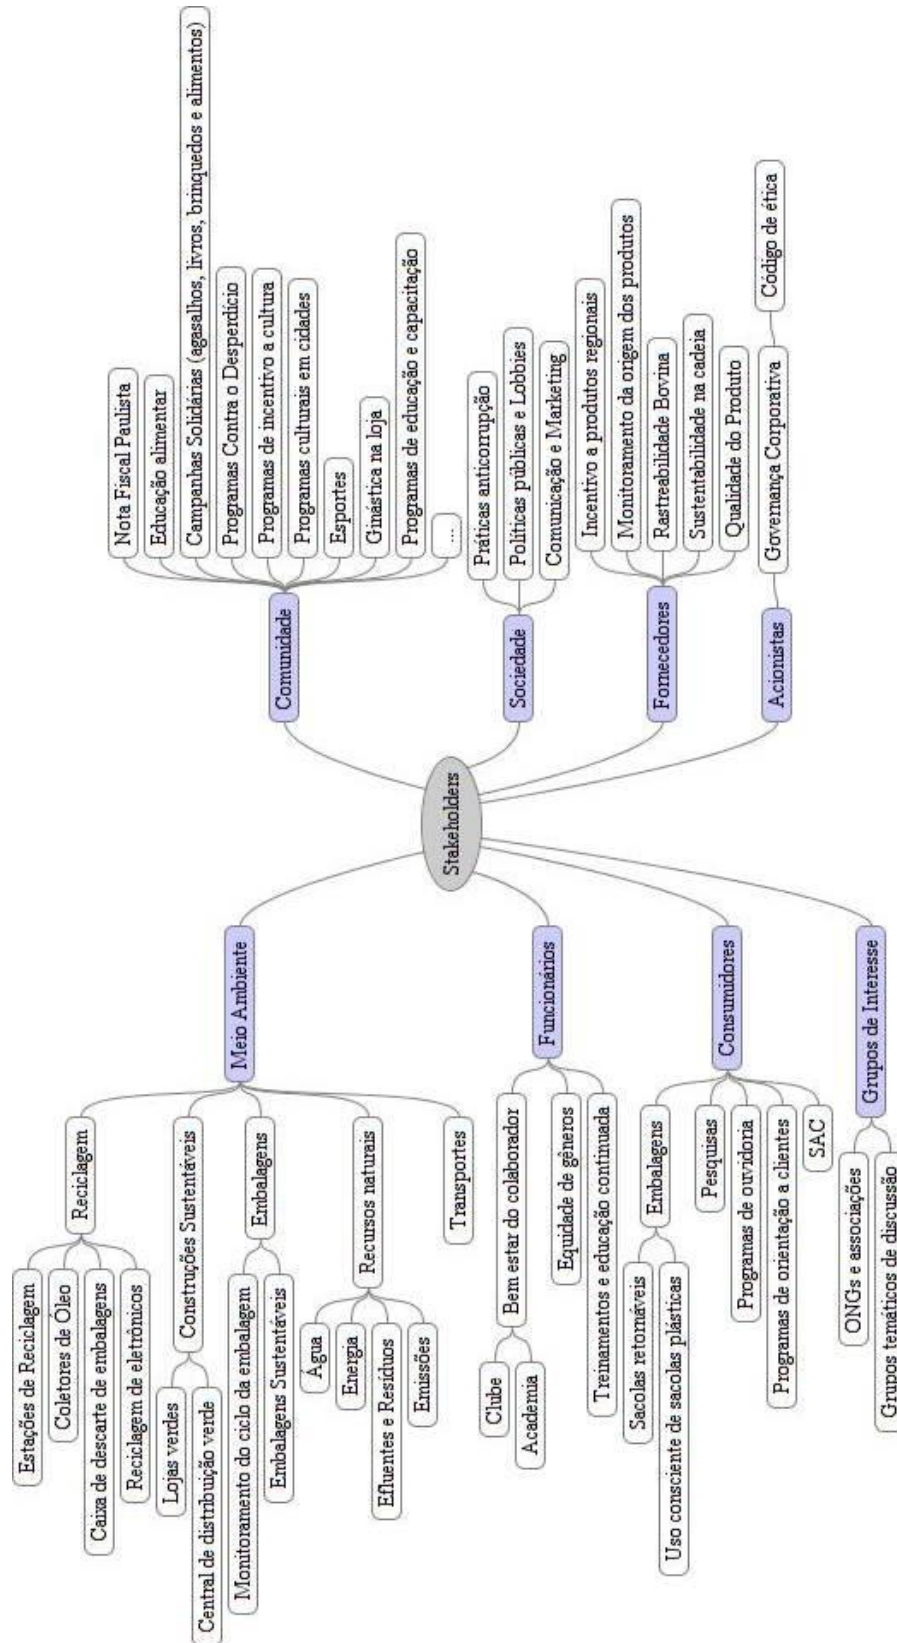 Stakeholders
Meio Ambiente
Reciclagem
Estações de Reciclagem
Coletores de Óleo
Caixa de descarte de embalagens
Reciclagem de eletrônicos
Construções Sustentáveis
Lojas verdes
Central de distribuição verde
Embalagens
Monitoramento do ciclo da embalagem
Embalagens Sustentáveis
Recursos naturais
Água
Energia
Efluentes e Resíduos
Emissões
Transportes
Funcionários
Bem estar do colaborador
Clube
Academia
Equidade de gêneros
Treinamentos e educação continuada
Consumidores
Embalagens
Sacolas retornáveis
Uso consciente de sacolas plásticas
Pesquisas
Programas de ouvidoria
Programas de orientação a clientes
SAC
Grupos de Interesse
ONGs e associações
Grupos temáticos de discussão
Comunidade
Nota Fiscal Paulista
Educação alimentar
Campanhas Solidárias (agasalhos, livros, brinquedos e alimentos)
Programas Contra o Desperdício
Programas de incentivo a cultura
Programas culturais em cidades
Esportes
Ginástica na loja
Programas de educação e capacitação
...
Sociedade
Práticas anticorrupção
Políticas públicas e Lobbies
Comunicação e Marketing
Fornecedores
Incentivo a produtos regionais
Monitoramento da origem dos produtos
Rastreabilidade Bovina
Sustentabilidade na cadeia
Qualidade do Produto
Acionistas
Governança Corporativa
Código de ética